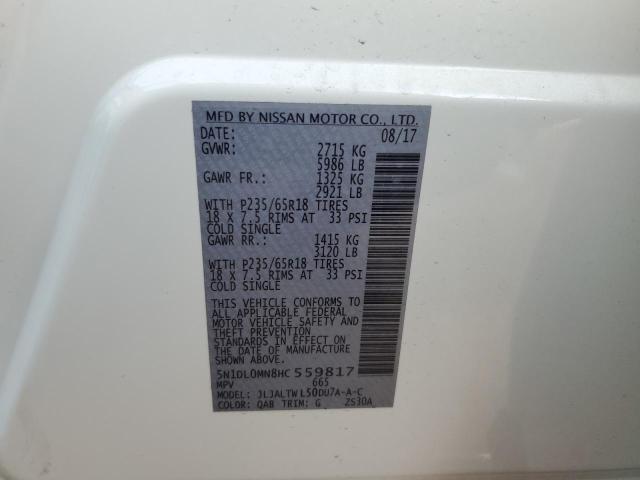 MFD BY NISSAN MOTOR CO., LTD.
DATE: 08/17
GVWR: 2715 KG
5986 LB
GAWR FR.: 1325 KG
2921 LB
WITH P235/65R18 TIRES
18 X 7.5 RIMS AT 33 PSI
COLD SINGLE
GAWR RR.: 1415 KG
3120 LB
WITH P235/65R18 TIRES
18 X 7.5 RIMS AT 33 PSI
COLD SINGLE
THIS VEHICLE CONFORMS TO
ALL APPLICABLE FEDERAL
MOTOR VEHICLE SAFETY AND
THEFT PREVENTION
STANDARDS IN EFFECT ON
THE DATE OF MANUFACTURE
SHOWN ABOVE.
5N1DL0MN8HC 559817
MPV 665
MODEL: JLJALTW L50DU7A-A-C
COLOR: QAB TRIM: G ZS30A